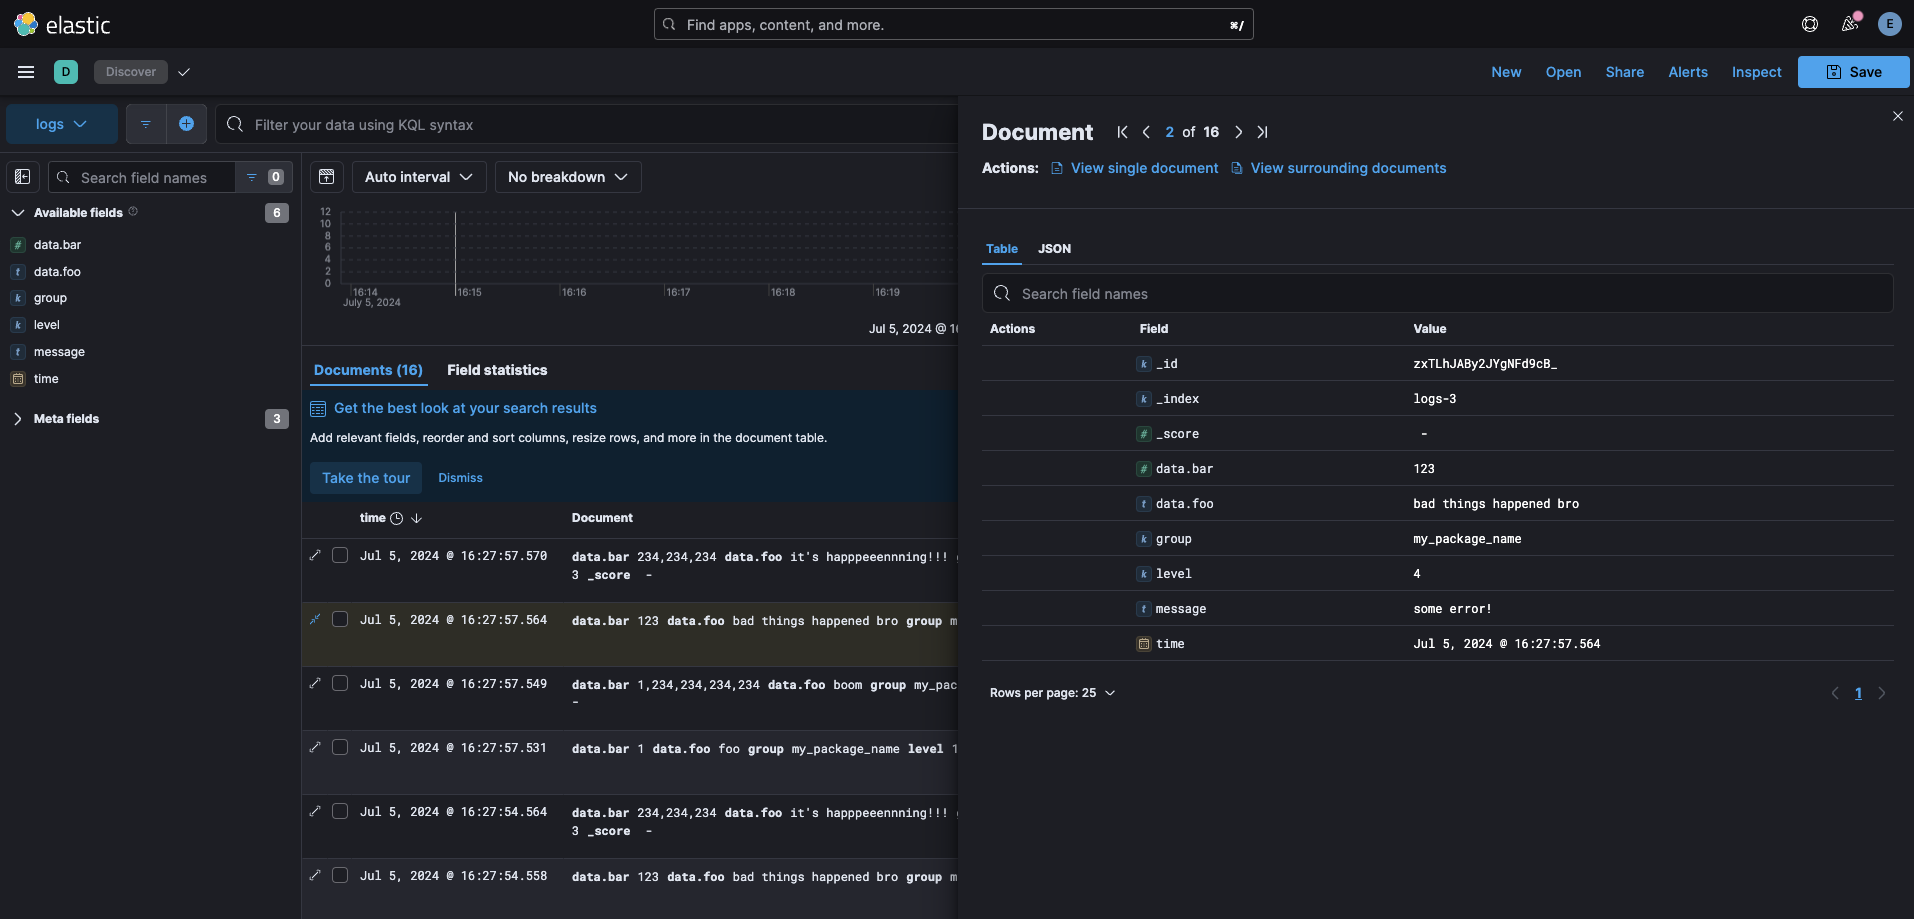 elastic
Find apps, content, and more.
⌘/
E
D
Discover
New
Open
Share
Alerts
Inspect
Save
logs
Filter your data using KQL syntax
Search field names
0
Available fields
6
data.bar
data.foo
group
level
message
time
Meta fields
3
Auto interval
No breakdown
12
10
8
6
4
2
0
16:14
July 5, 2024
16:15
16:16
16:17
16:18
16:19
Jul 5, 2024 @ 16
Documents (16)
Field statistics
Get the best look at your search results
Add relevant fields, reorder and sort columns, resize rows, and more in the document table.
Take the tour
Dismiss
time
Document
Jul 5, 2024 @ 16:27:57.570
data.bar 234,234,234 data.foo it's happpeeennning!!!
3 _score -
Jul 5, 2024 @ 16:27:57.564
data.bar 123 data.foo bad things happened bro group m
Jul 5, 2024 @ 16:27:57.549
data.bar 1,234,234,234,234 data.foo boom group my_pac
-
Jul 5, 2024 @ 16:27:57.531
data.bar 1 data.foo foo group my_package_name level 1
Jul 5, 2024 @ 16:27:54.564
data.bar 234,234,234 data.foo it's happpeeennning!!!
3 _score -
Jul 5, 2024 @ 16:27:54.558
data.bar 123 data.foo bad things happened bro group m
Document
2 of 16
Actions:
View single document
View surrounding documents
Table
JSON
Search field names
Actions
Field
Value
k _id
zxTLhJABy2JYgNFd9cB_
k _index
logs-3
# _score
-
# data.bar
123
t data.foo
bad things happened bro
k group
my_package_name
k level
4
t message
some error!
time
Jul 5, 2024 @ 16:27:57.564
Rows per page: 25
1